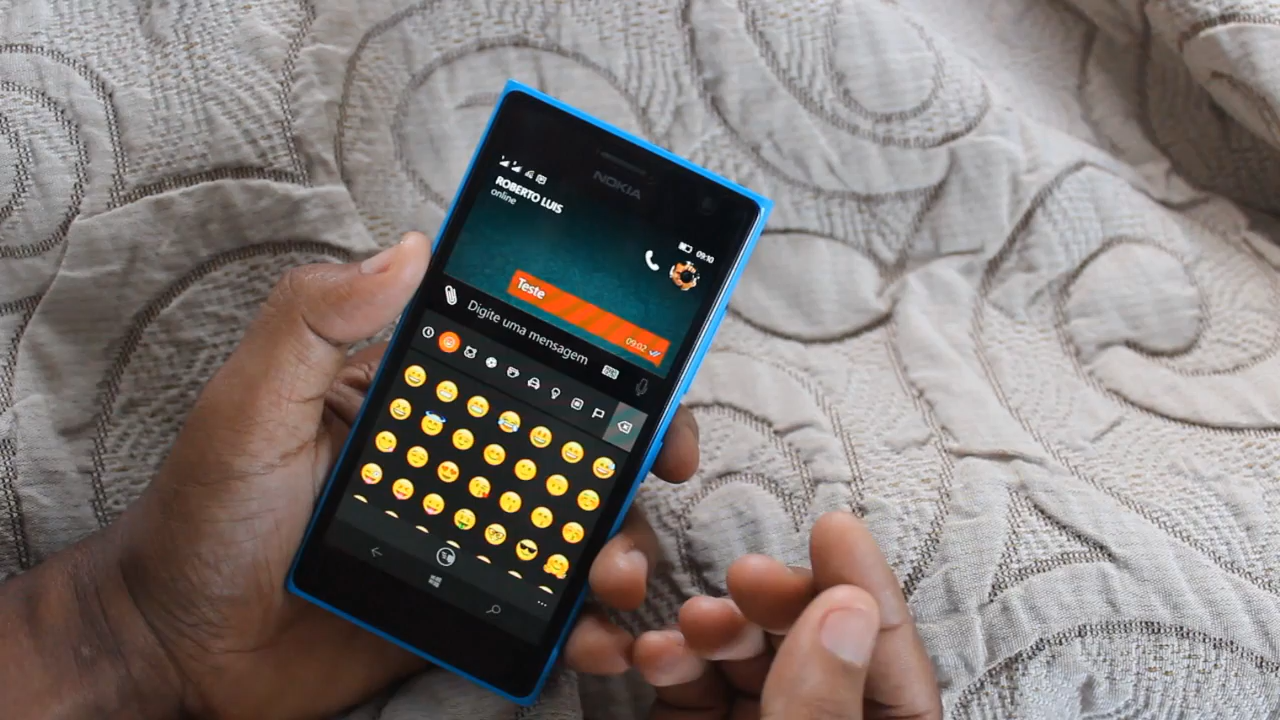 NOKIA
ROBERTO LUIS
online
09:10
Teste
09:02
Digite uma mensagem